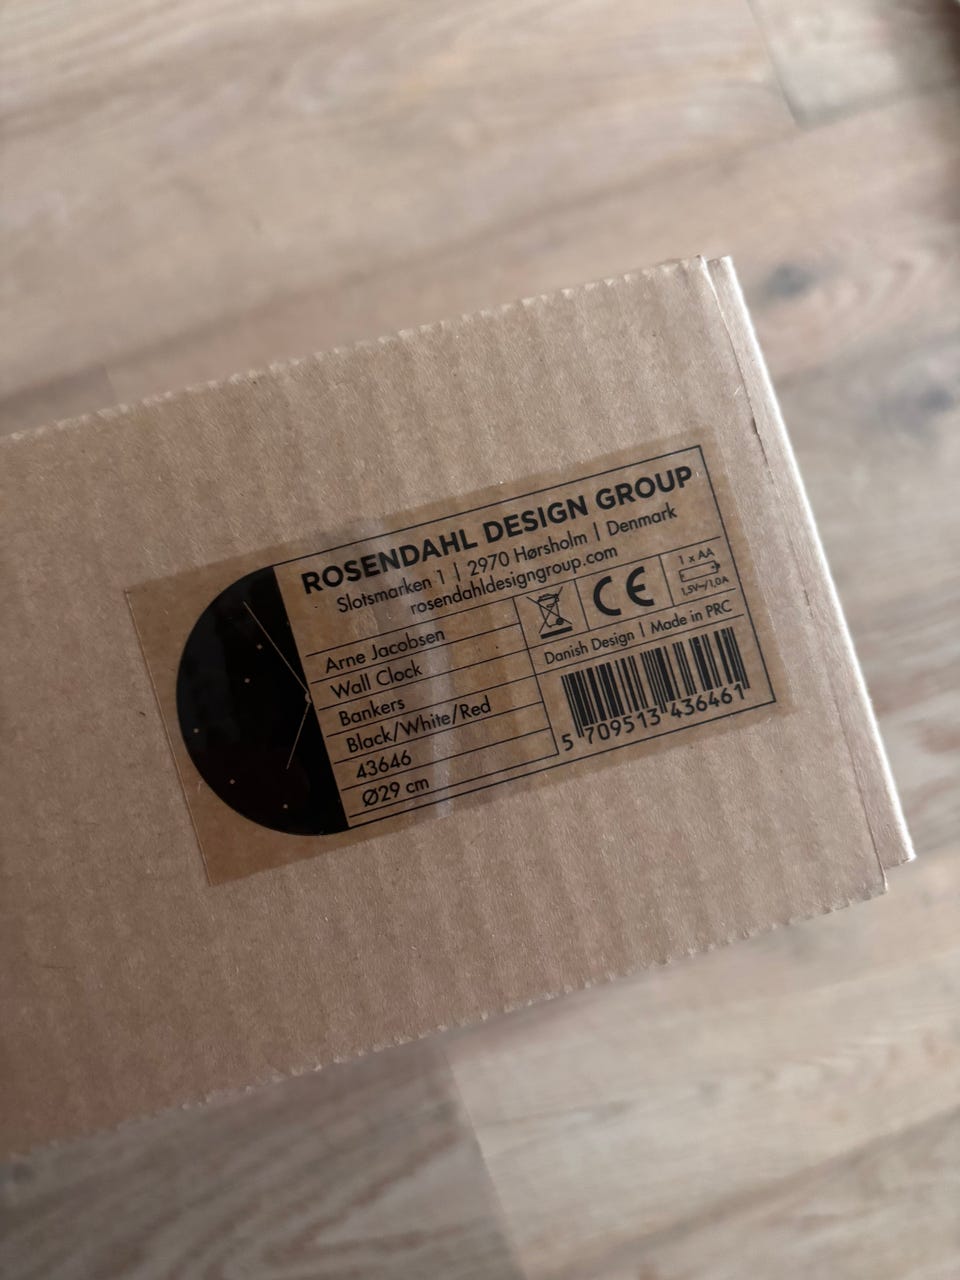 ROSENDAHL DESIGN GROUP
Slotsmarken 1 | 2970 Hørsholm | Denmark
rosendahldesigngroup.com
Arne Jacobsen
Wall Clock
Bankers
Black/White/Red
43646
Ø29 cm
CE
1 x AA
1,5V⎓/1,0A
Danish Design | Made in PRC
5 709513 436461